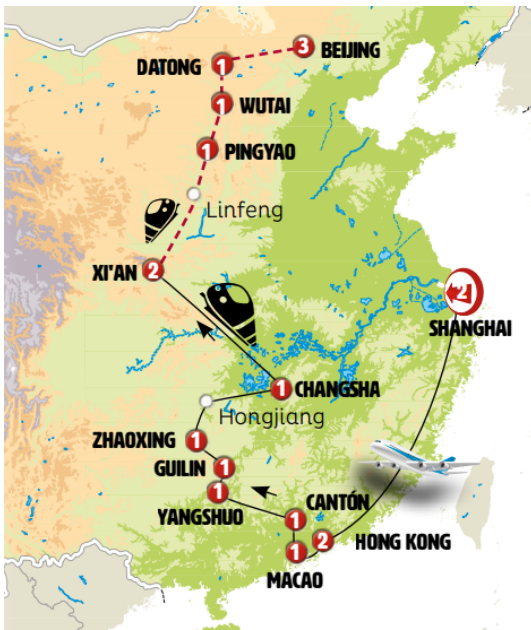 3 BEIJING
DATONG 1
1 WUTAI
1 PINGYAO
Linfeng
XI'AN 2
2
SHANGHAI
1 CHANGSHA
Hongjiang
ZHAOXING 1
GUILIN 1
1
YANGSHUO
CANTÓN
1
2 HONG KONG
1
MACAO